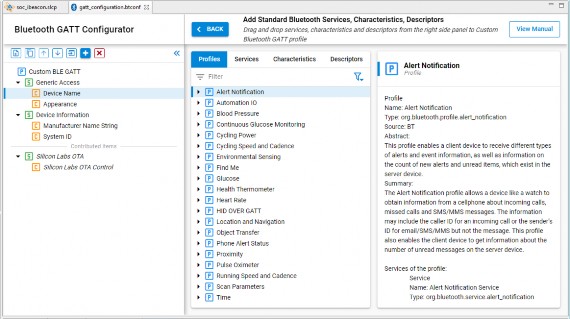 soc_ibeacon.slcp
gatt_configuration.btconf
Bluetooth GATT Configurator
BACK
Add Standard Bluetooth Services, Characteristics, Descriptors
Drag and drop services, characteristics and descriptors from the right side panel to Custom
Bluetooth GATT profile
View Manual
Custom BLE GATT
Generic Access
Device Name
Appearance
Device Information
Manufacturer Name String
System ID
Contributed items
Silicon Labs OTA
Silicon Labs OTA Control
Profiles
Services
Characteristics
Descriptors
Filter
Alert Notification
Automation IO
Blood Pressure
Continuous Glucose Monitoring
Cycling Power
Cycling Speed and Cadence
Environmental Sensing
Find Me
Glucose
Health Thermometer
Heart Rate
HID OVER GATT
Location and Navigation
Object Transfer
Phone Alert Status
Proximity
Pulse Oximeter
Running Speed and Cadence
Scan Parameters
Time
Alert Notification
Profile
Profile
Name: Alert Notification
Type: org.bluetooth.profile.alert_notification
Source: BT
Abstract:
This profile enables a client device to receive different
types of alerts and event information, as well as information
on the count of new alerts and unread items, which exist in the
server device.
Summary:
The Alert Notification profile allows a device like a watch to
obtain information from a cellphone about incoming calls,
missed calls and SMS/MMS messages. The information
may include the caller ID for an incoming call or the sender's
ID for email/SMS/MMS but not the message. This profile
also enables the client device to get information about the
number of unread messages on the server device.
Services of the profile:
Service
Name: Alert Notification Service
Type: org.bluetooth.service.alert_notification